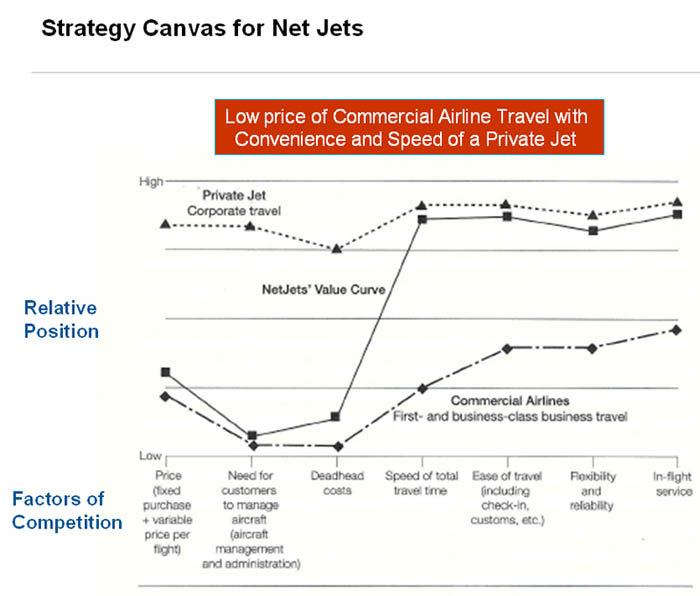 Strategy Canvas for Net Jets
Low price of Commercial Airline Travel with
Convenience and Speed of a Private Jet
High
Private Jet
Corporate travel
NetJets' Value Curve
Relative
Position
Commercial Airlines
First- and business-class business travel
Low
Factors of
Competition
Price
(fixed
purchase
+ variable
price per
flight)
Need for
customers
to manage
aircraft
(aircraft
management
and administration)
Deadhead
costs
Speed of total
travel time
Ease of travel
(including
check-in,
customs, etc.)
Flexibility
and
reliability
In-flight
service